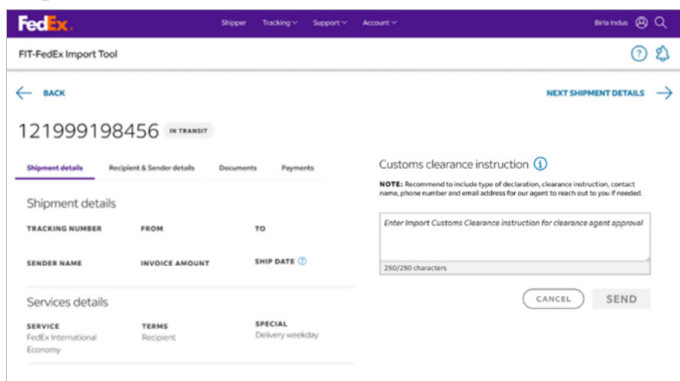 FedEx.
Shipper Tracking Support Account Birla Indus
FIT-FedEx Import Tool
BACK NEXT SHIPMENT DETAILS
121999198456 IN TRANSIT
Shipment details Recipient & Sender details Documents Payments
Customs clearance instruction
NOTE: Recommend to include type of declaration, clearance instruction, contact
name, phone number and email address for our agent to reach out to you if needed.
Shipment details
TRACKING NUMBER FROM TO
Enter Import Customs Clearance instruction for clearance agent approval
SENDER NAME INVOICE AMOUNT SHIP DATE ?
250/250 characters
CANCEL SEND
Services details
SERVICE TERMS SPECIAL
FedEx International Recipient Delivery weekday
Economy